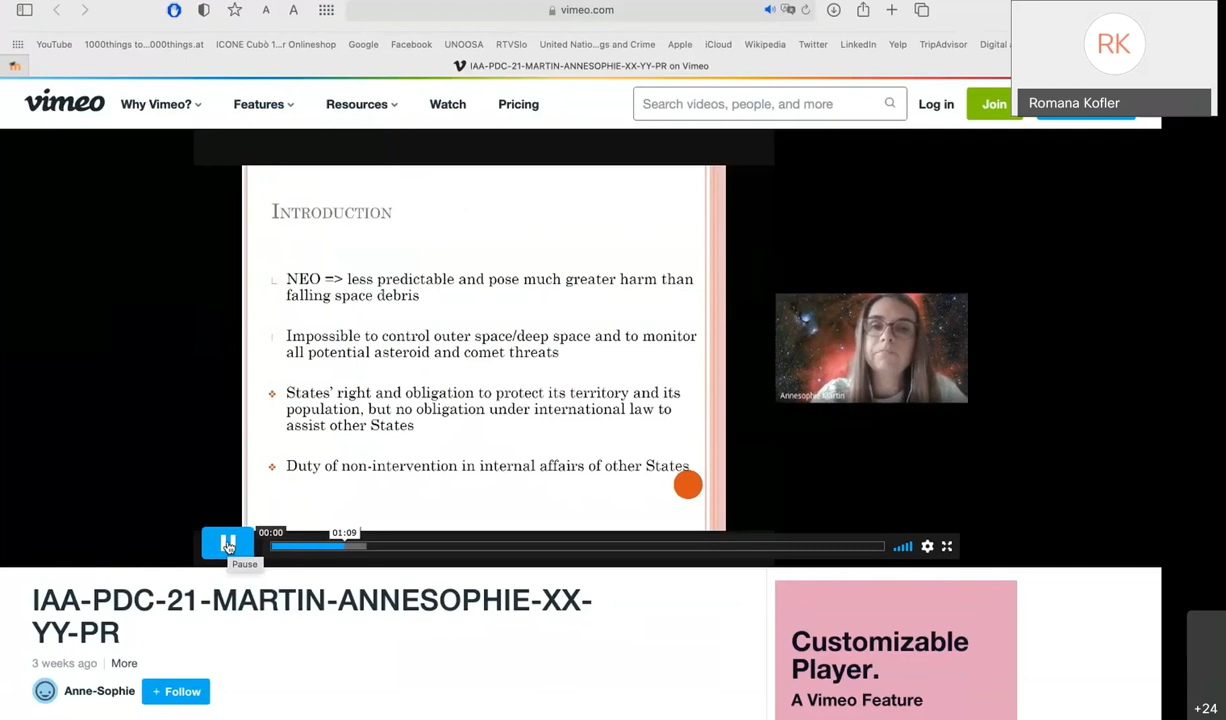 vimeo.com
YouTube 1000things to...000things.at ICONE Cubò 1...r Onlineshop Google Facebook UNOOSA RTVSlo United Natio...gs and Crime Apple iCloud Wikipedia Twitter LinkedIn Yelp TripAdvisor Digital
IAA-PDC-21-MARTIN-ANNESOPHIE-XX-YY-PR on Vimeo
RK
Romana Kofler
vimeo Why Vimeo? Features Resources Watch Pricing Search videos, people, and more Log in Join
INTRODUCTION
NEO => less predictable and pose much greater harm than
falling space debris
Impossible to control outer space/deep space and to monitor
all potential asteroid and comet threats
States' right and obligation to protect its territory and its
population, but no obligation under international law to
assist other States
Duty of non-intervention in internal affairs of other States
Annesophie Martin
00:00 01:09
Pause
IAA-PDC-21-MARTIN-ANNESOPHIE-XX-
YY-PR
3 weeks ago More
Anne-Sophie + Follow
Customizable
Player.
A Vimeo Feature
+24